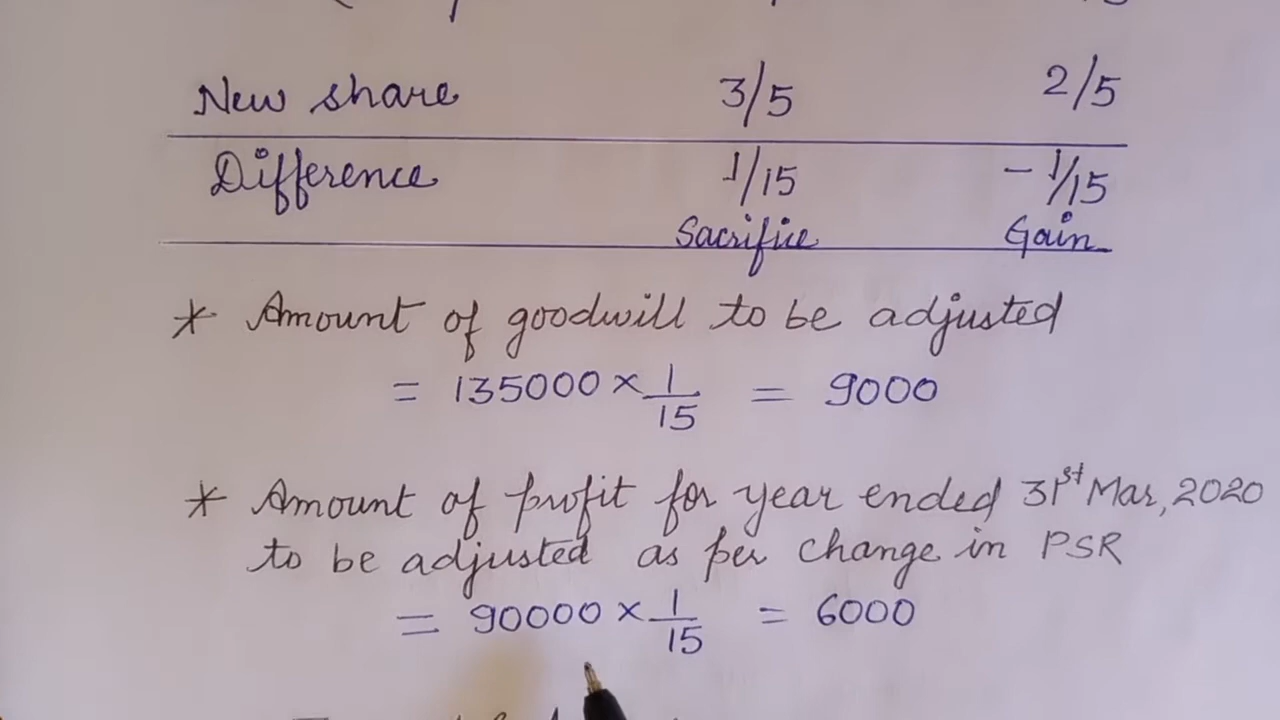 New share 3/5 2/5
Difference 1/15 - 1/15
Sacrifice Gain
* Amount of goodwill to be adjusted
= 135000 × 1/15 = 9000
* Amount of profit for year ended 31st Mar, 2020
to be adjusted as per change in PSR
= 90000 × 1/15 = 6000